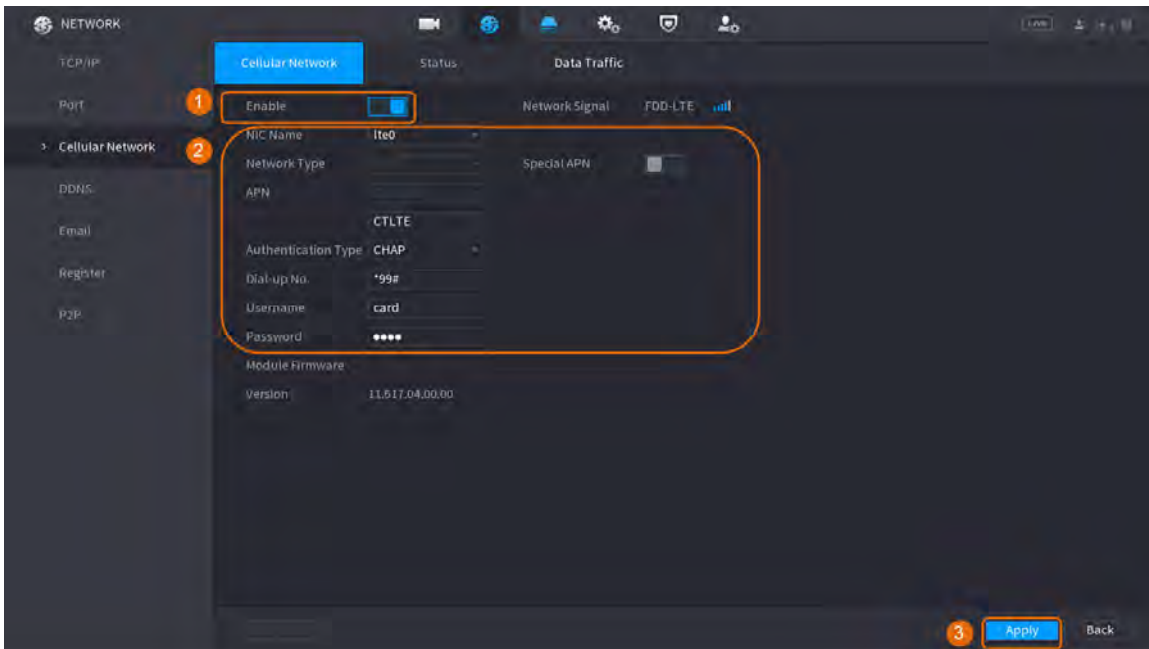 NETWORK
LIVE
TCP/IP
Cellular Network
Status
Data Traffic
Port
1
Enable
Network Signal
FDD-LTE
NIC Name
lte0
Cellular Network
2
Network Type
Special APN
DDNS
APN
CTLTE
Email
Authentication Type
CHAP
Register
Dial-up No.
*99#
Username
card
P2P
Password
••••
Module Firmware
Version
11.617.04.00.00
3
Apply
Back